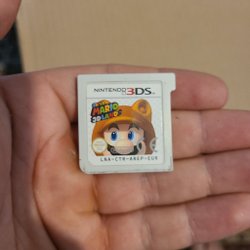 NINTENDO 3DS
SUPER
MARIO
3D LAND
LNA-CTR-AREP-EUR